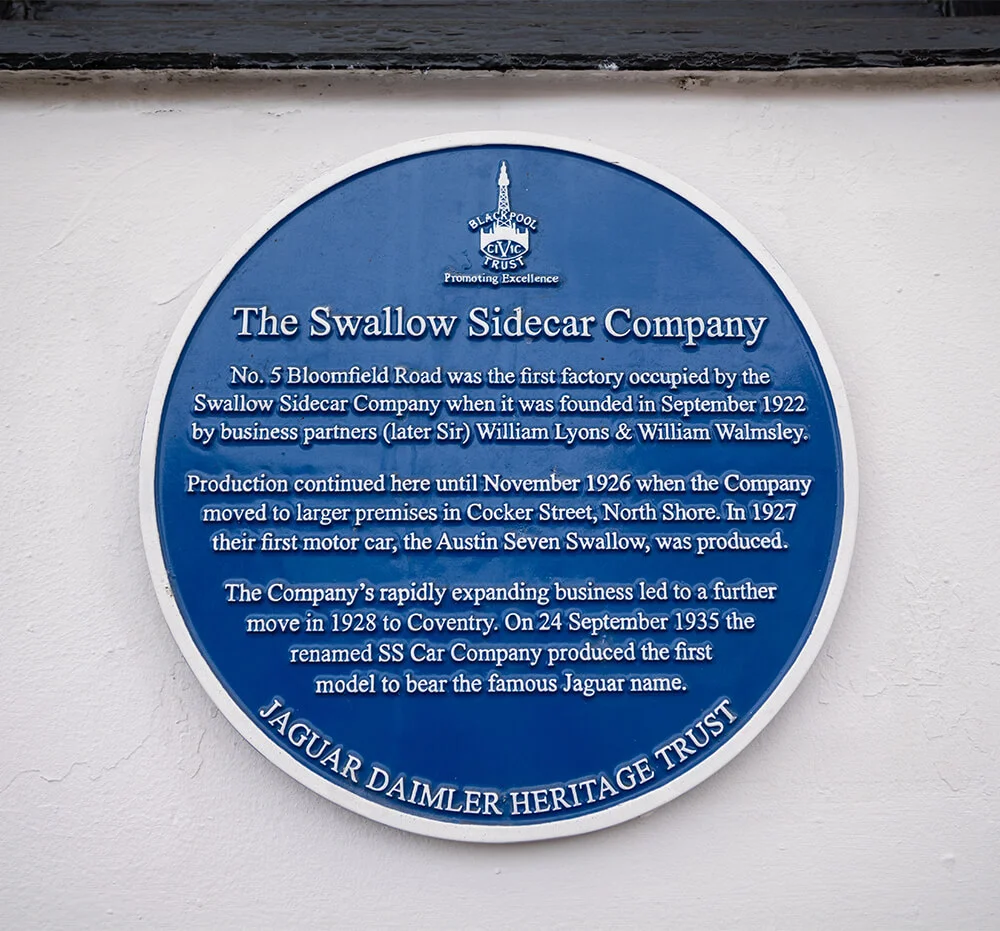 BLACKPOOL
CIVIC
TRUST
Promoting Excellence
The Swallow Sidecar Company
No. 5 Bloomfield Road was the first factory occupied by the
Swallow Sidecar Company when it was founded in September 1922
by business partners (later Sir) William Lyons & William Walmsley.
Production continued here until November 1926 when the Company
moved to larger premises in Cocker Street, North Shore. In 1927
their first motor car, the Austin Seven Swallow, was produced.
The Company's rapidly expanding business led to a further
move in 1928 to Coventry. On 24 September 1935 the
renamed SS Car Company produced the first
model to bear the famous Jaguar name.
JAGUAR DAIMLER HERITAGE TRUST